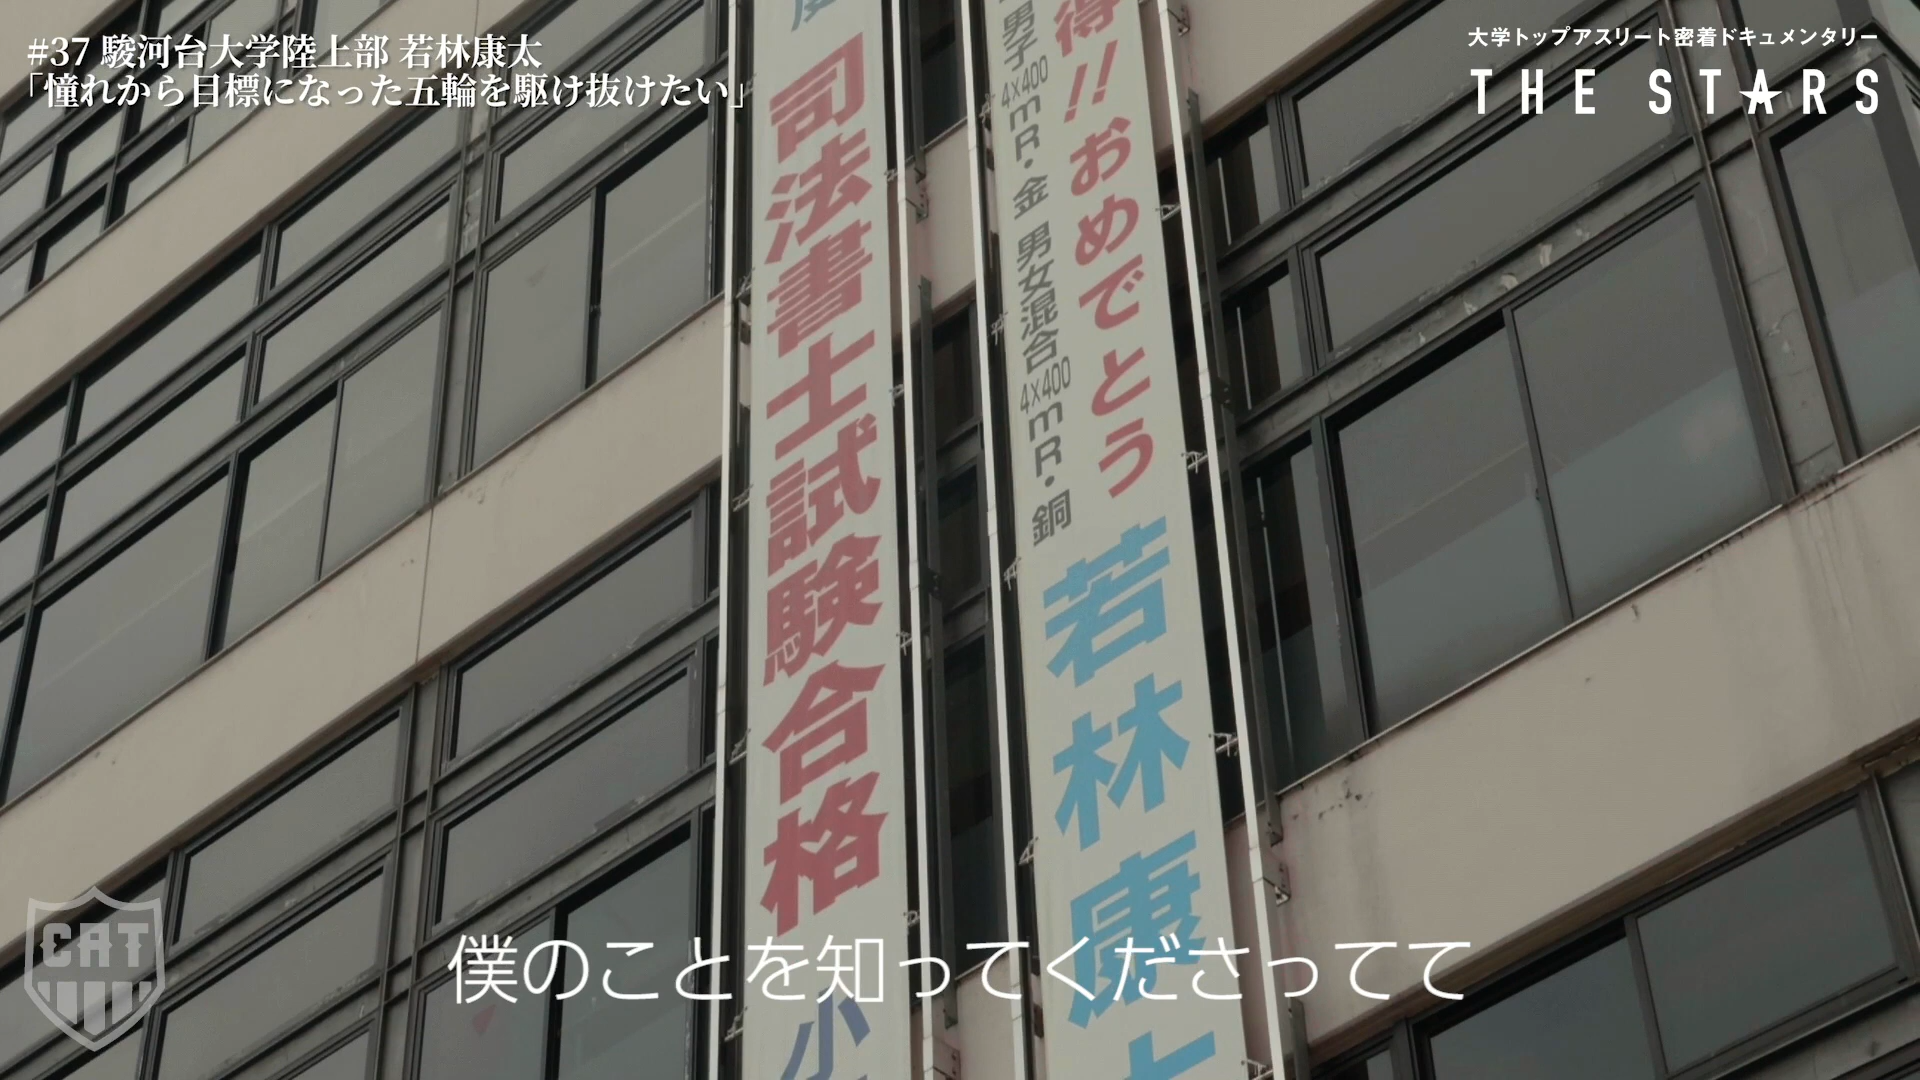 #37 駿河台大学陸上部 若林康太
「憧れから目標になった五輪を駆け抜けたい」
大学トップアスリート密着ドキュメンタリー
THE STARS
得!!おめでとう
男子4×400mR・金 男女混合4×400mR・銅
若林康太
司法書士試験合格
小
CAT
僕のことを知ってくださってて